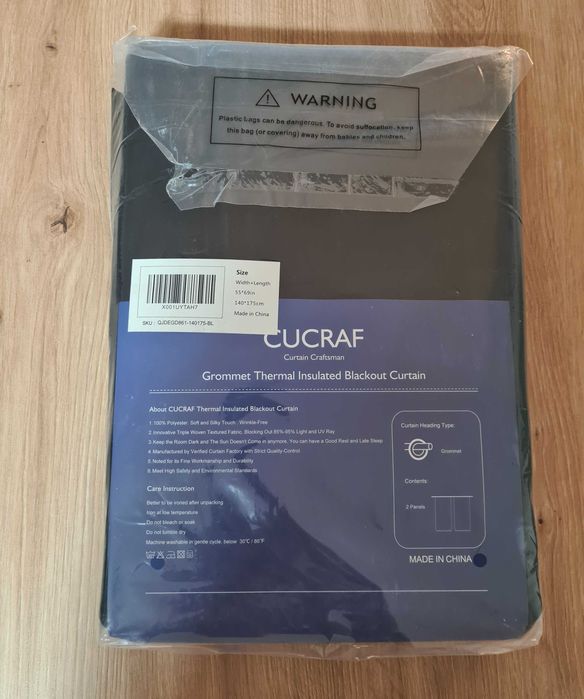 WARNING
Plastic bags can be dangerous. To avoid suffocation, keep
this bag (or covering) away from babies and children.
X001UYTAH7
SKU : QJDEGD861-140175-BL
Size
Width×Length
55*69in
140*175cm
Made in China
CUCRAF
Curtain Craftsman
Grommet Thermal Insulated Blackout Curtain
About CUCRAF Thermal Insulated Blackout Curtain
1.100% Polyester: Soft and Silky Touch . Wrinkle-Free
2.Innovative Triple Woven Textured Fabric, Blocking Out 85%-95% Light and UV Ray
3.Keep the Room Dark and The Sun Doesn't Come in anymore, You can have a Good Rest and Late Sleep
4.Manufactured by Verified Curtain Factory with Strict Quality-Control
5.Noted for its Fine Workmanship and Durability
6.Meet High Safety and Environmental Standards
Care Instruction
Better to be ironed after unpacking
Iron at low temperature
Do not bleach or soak
Do not tumble dry
Machine washable in gentle cycle. below 30℃ / 86℉
Curtain Heading Type:
Grommet
Contents:
2 Panels
MADE IN CHINA